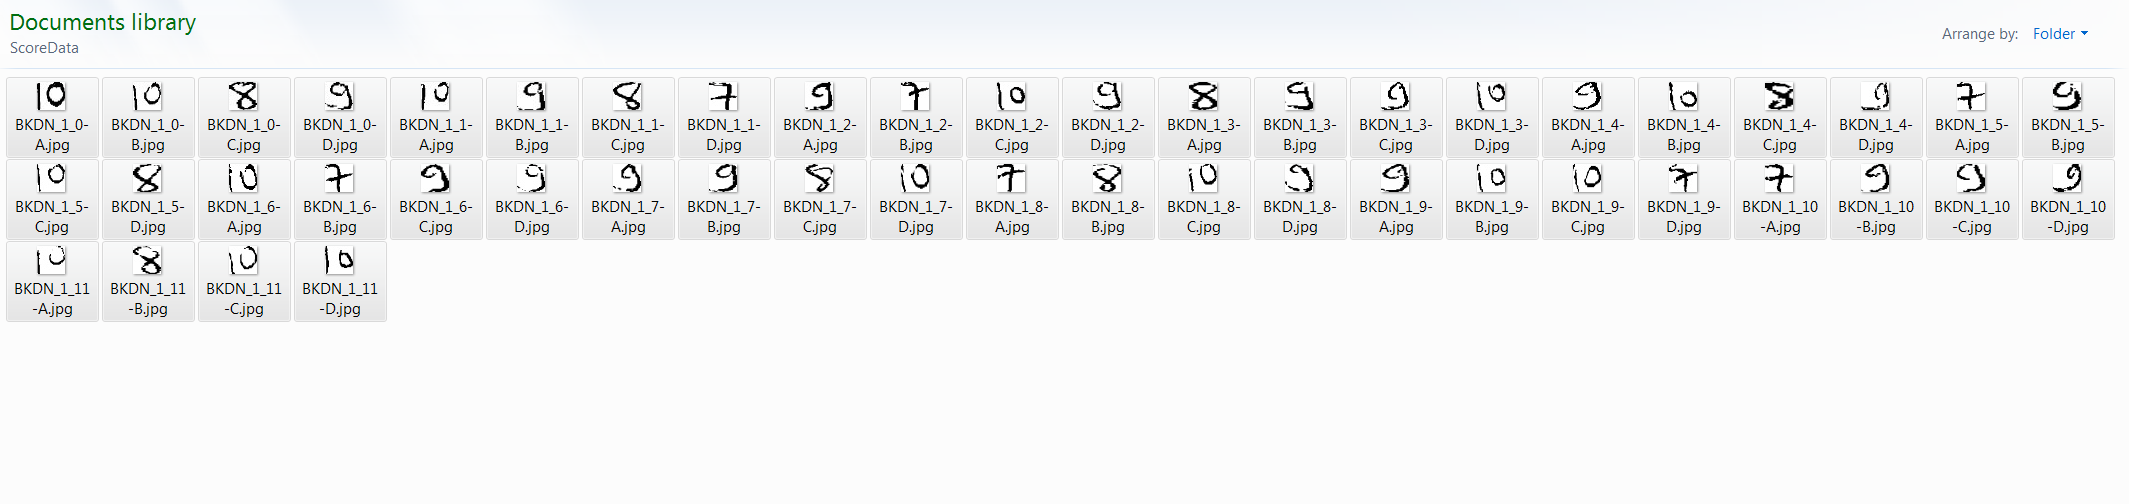 Documents library
ScoreData
Arrange by: Folder
10 10 8 9 10 9 8 7 9 7 10 9 8 9 9 10 9 10 8 9 7 9
BKDN_1_0- BKDN_1_0- BKDN_1_0- BKDN_1_0- BKDN_1_1- BKDN_1_1- BKDN_1_1- BKDN_1_1- BKDN_1_2- BKDN_1_2- BKDN_1_2- BKDN_1_2- BKDN_1_3- BKDN_1_3- BKDN_1_3- BKDN_1_3- BKDN_1_4- BKDN_1_4- BKDN_1_4- BKDN_1_4- BKDN_1_5- BKDN_1_5-
A.jpg B.jpg C.jpg D.jpg A.jpg B.jpg C.jpg D.jpg A.jpg B.jpg C.jpg D.jpg A.jpg B.jpg C.jpg D.jpg A.jpg B.jpg C.jpg D.jpg A.jpg B.jpg
10 8 10 7 9 9 9 9 8 10 7 8 10 9 9 10 10 7 7 9 9 9
BKDN_1_5- BKDN_1_5- BKDN_1_6- BKDN_1_6- BKDN_1_6- BKDN_1_6- BKDN_1_7- BKDN_1_7- BKDN_1_7- BKDN_1_7- BKDN_1_8- BKDN_1_8- BKDN_1_8- BKDN_1_8- BKDN_1_9- BKDN_1_9- BKDN_1_9- BKDN_1_9- BKDN_1_10 BKDN_1_10 BKDN_1_10 BKDN_1_10
C.jpg D.jpg A.jpg B.jpg C.jpg D.jpg A.jpg B.jpg C.jpg D.jpg A.jpg B.jpg C.jpg D.jpg A.jpg B.jpg C.jpg D.jpg -A.jpg -B.jpg -C.jpg -D.jpg
10 8 10 10
BKDN_1_11 BKDN_1_11 BKDN_1_11 BKDN_1_11
-A.jpg -B.jpg -C.jpg -D.jpg